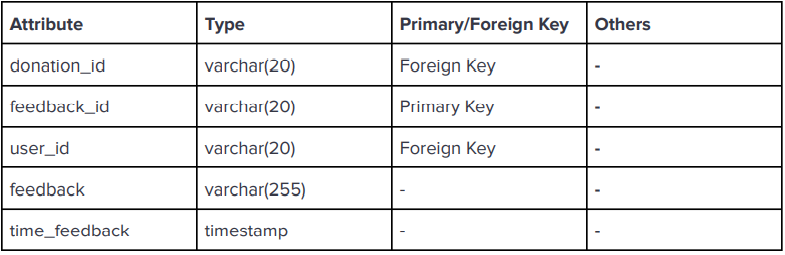 Attribute Type Primary/Foreign Key Others
donation_id varchar(20) Foreign Key -
feedback_id varchar(20) Primary Key -
user_id varchar(20) Foreign Key -
feedback varchar(255) - -
time_feedback timestamp - -